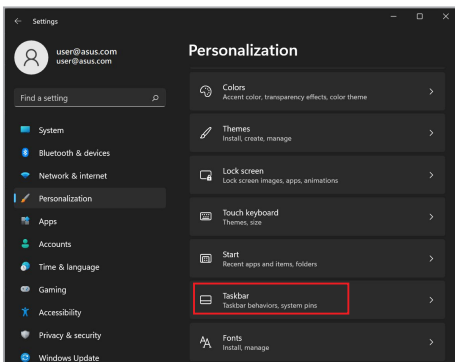 Settings
user@asus.com
user@asus.com
Find a setting
System
Bluetooth & devices
Network & internet
Personalization
Apps
Accounts
Time & language
Gaming
Accessibility
Privacy & security
Windows Update
Personalization
Colors
Accent color, transparency effects, color theme
Themes
Install, create, manage
Lock screen
Lock screen images, apps, animations
Touch keyboard
Themes, size
Start
Recent apps and items, folders
Taskbar
Taskbar behaviors, system pins
Fonts
Install, manage